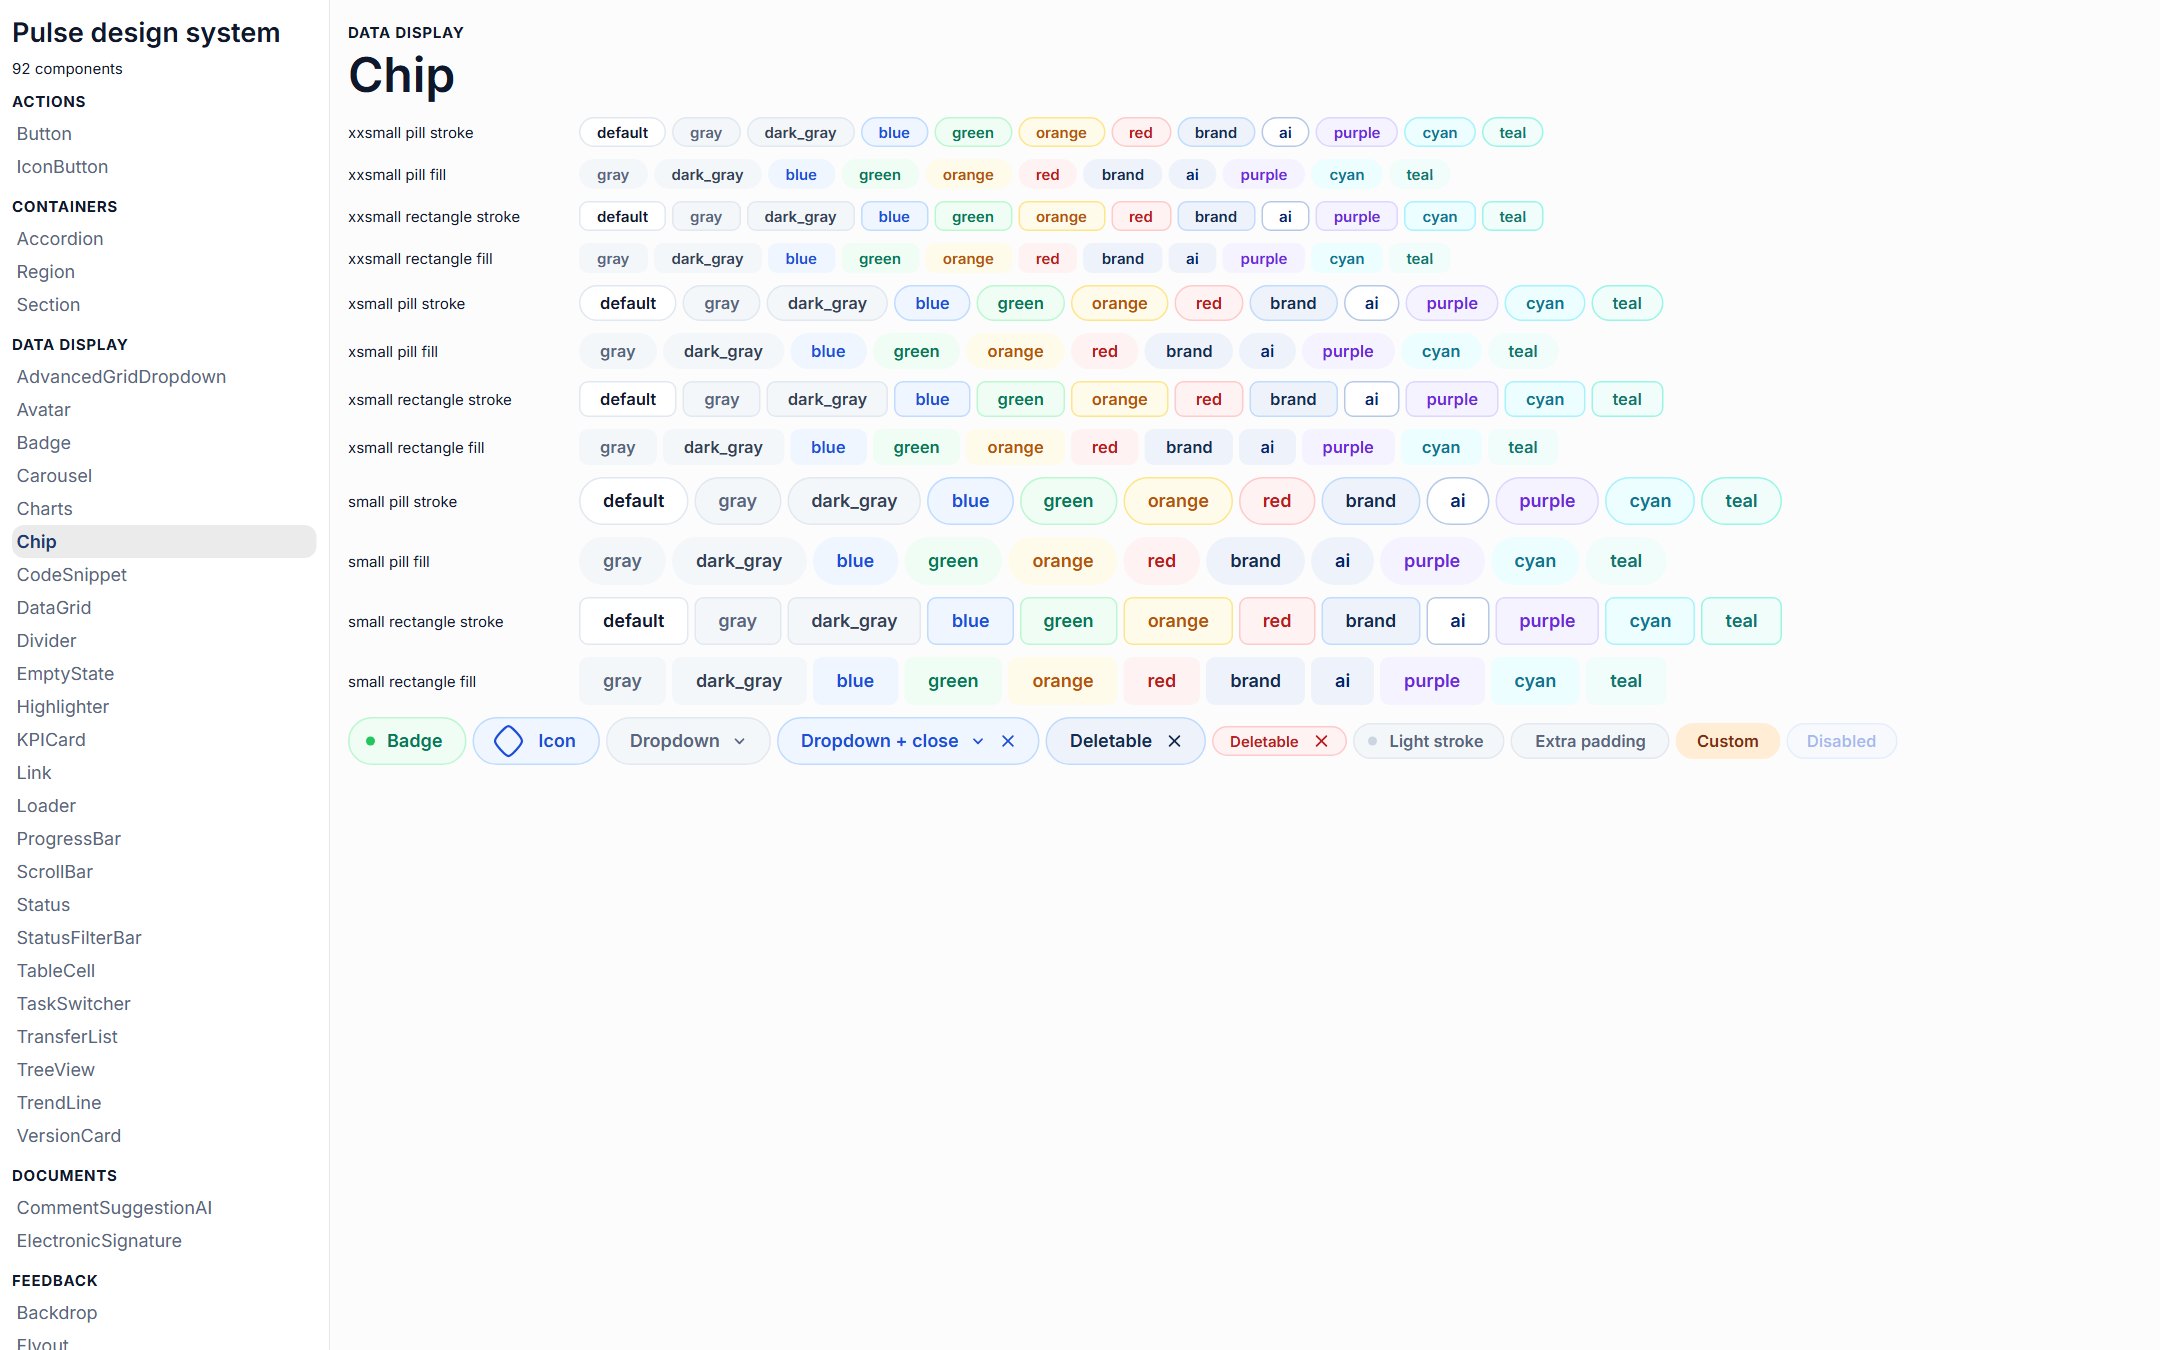 Pulse design system
92 components
ACTIONS
Button
IconButton
CONTAINERS
Accordion
Region
Section
DATA DISPLAY
AdvancedGridDropdown
Avatar
Badge
Carousel
Charts
Chip
CodeSnippet
DataGrid
Divider
EmptyState
Highlighter
KPICard
Link
Loader
ProgressBar
ScrollBar
Status
StatusFilterBar
TableCell
TaskSwitcher
TransferList
TreeView
TrendLine
VersionCard
DOCUMENTS
CommentSuggestionAI
ElectronicSignature
FEEDBACK
Backdrop
Flyout
DATA DISPLAY
Chip
xxsmall pill stroke default gray dark_gray blue green orange red brand ai purple cyan teal
xxsmall pill fill gray dark_gray blue green orange red brand ai purple cyan teal
xxsmall rectangle stroke default gray dark_gray blue green orange red brand ai purple cyan teal
xxsmall rectangle fill gray dark_gray blue green orange red brand ai purple cyan teal
xsmall pill stroke default gray dark_gray blue green orange red brand ai purple cyan teal
xsmall pill fill gray dark_gray blue green orange red brand ai purple cyan teal
xsmall rectangle stroke default gray dark_gray blue green orange red brand ai purple cyan teal
xsmall rectangle fill gray dark_gray blue green orange red brand ai purple cyan teal
small pill stroke default gray dark_gray blue green orange red brand ai purple cyan teal
small pill fill gray dark_gray blue green orange red brand ai purple cyan teal
small rectangle stroke default gray dark_gray blue green orange red brand ai purple cyan teal
small rectangle fill gray dark_gray blue green orange red brand ai purple cyan teal
Badge Icon Dropdown Dropdown + close Deletable Deletable Light stroke Extra padding Custom Disabled